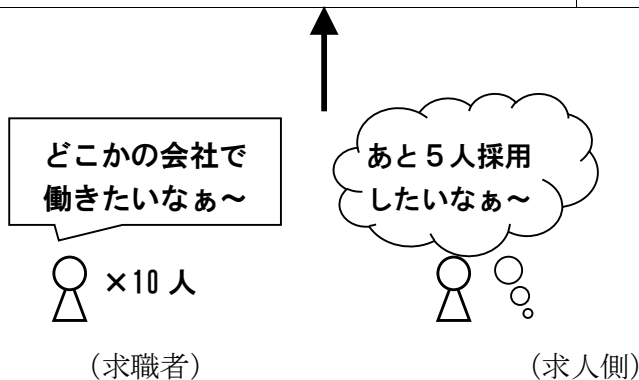 どこかの会社で
働きたいなぁ～
あと５人採用
したいなぁ～
×10 人
（求職者）
（求人側）